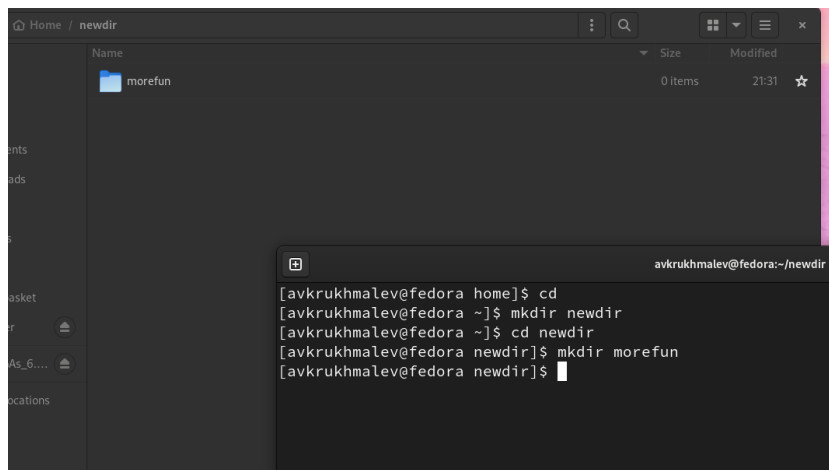 Home / newdir
Name Size Modified
morefun 0 items 21:31
ents
ads
s
asket
er
As_6....
ocations
avkrukhmalev@fedora:~/newdir
[avkrukhmalev@fedora home]$ cd
[avkrukhmalev@fedora ~]$ mkdir newdir
[avkrukhmalev@fedora ~]$ cd newdir
[avkrukhmalev@fedora newdir]$ mkdir morefun
[avkrukhmalev@fedora newdir]$